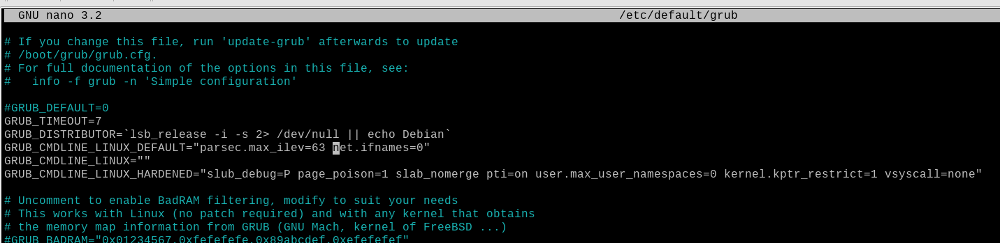 GNU nano 3.2 /etc/default/grub
# If you change this file, run 'update-grub' afterwards to update
# /boot/grub/grub.cfg.
# For full documentation of the options in this file, see:
#   info -f grub -n 'Simple configuration'
#GRUB_DEFAULT=0
GRUB_TIMEOUT=7
GRUB_DISTRIBUTOR=`lsb_release -i -s 2> /dev/null || echo Debian`
GRUB_CMDLINE_LINUX_DEFAULT="parsec.max_ilev=63 net.ifnames=0"
GRUB_CMDLINE_LINUX=""
GRUB_CMDLINE_LINUX_HARDENED="slub_debug=P page_poison=1 slab_nomerge pti=on user.max_user_namespaces=0 kernel.kptr_restrict=1 vsyscall=none"
# Uncomment to enable BadRAM filtering, modify to suit your needs
# This works with Linux (no patch required) and with any kernel that obtains
# the memory map information from GRUB (GNU Mach, kernel of FreeBSD ...)
#GRUB_BADRAM="0x01234567,0xfefefefe,0x89abcdef,0xefefefef"